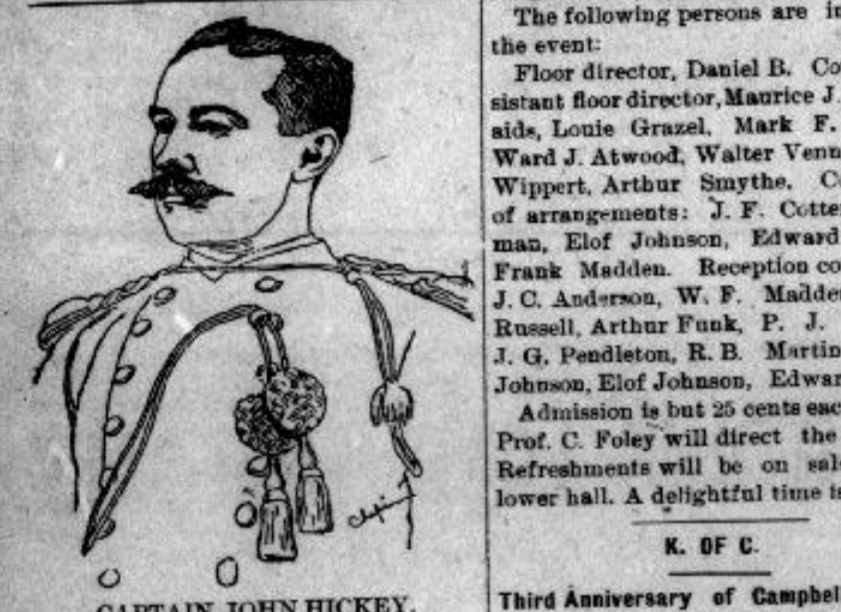 CAPTAIN JOHN HICKEY.
The following persons are in
the event:
Floor director, Daniel B. Co
sistant floor director, Maurice J.
aids, Louie Grazel, Mark F.
Ward J. Atwood, Walter Venn
Wippert, Arthur Smythe. C
of arrangements: J. F. Cotte
man, Elof Johnson, Edward
Frank Madden. Reception co
J. C. Anderson, W. F. Madde
Russell, Arthur Funk, P. J.
J. G. Pendleton, R. B. Martin
Johnson, Elof Johnson, Edwar
Admission is but 25 cents eac
Prof. C. Foley will direct the
Refreshments will be on sal
lower hall. A delightful time is
K. OF C.
Third Anniversary of Campbel